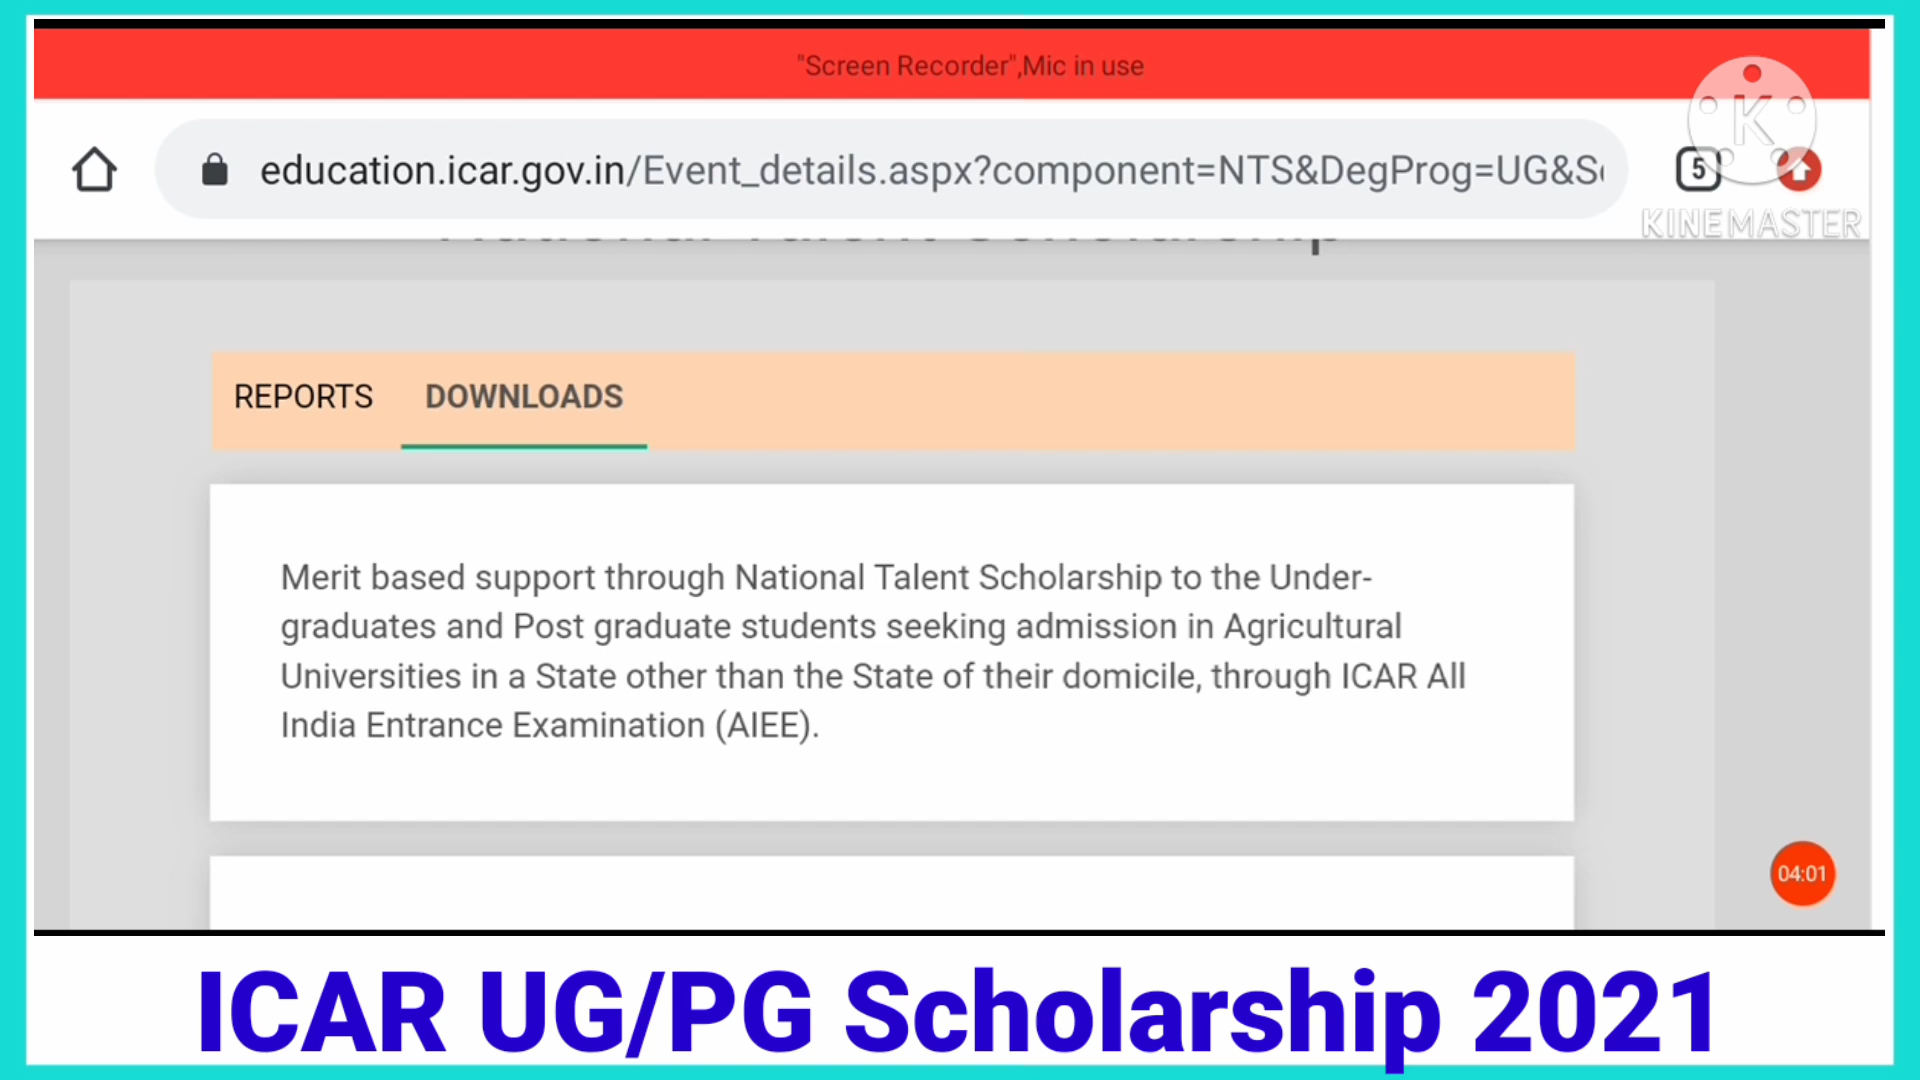 "Screen Recorder",Mic in use
education.icar.gov.in/Event_details.aspx?component=NTS&DegProg=UG&S
5
K
KINEMASTER
National Talent Scholarship
REPORTS DOWNLOADS
Merit based support through National Talent Scholarship to the Under-
graduates and Post graduate students seeking admission in Agricultural
Universities in a State other than the State of their domicile, through ICAR All
India Entrance Examination (AIEE).
04:01
ICAR UG/PG Scholarship 2021